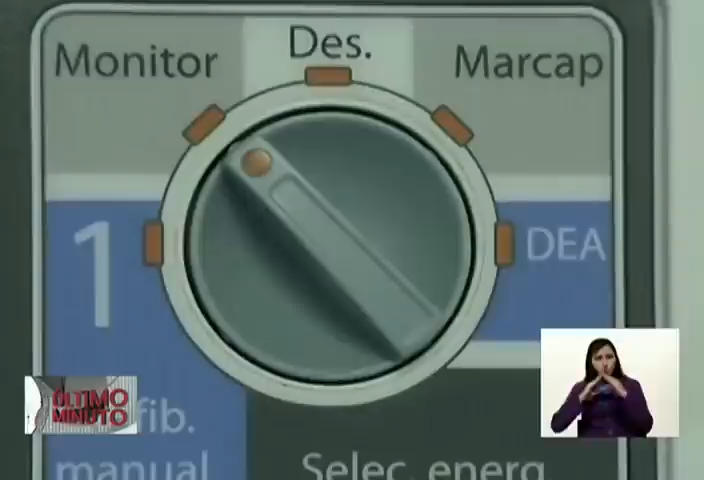 Monitor
Des.
Marcap
1
DEA
ÚLTIMO
MINUTO
fib.
manual
Selec. energ